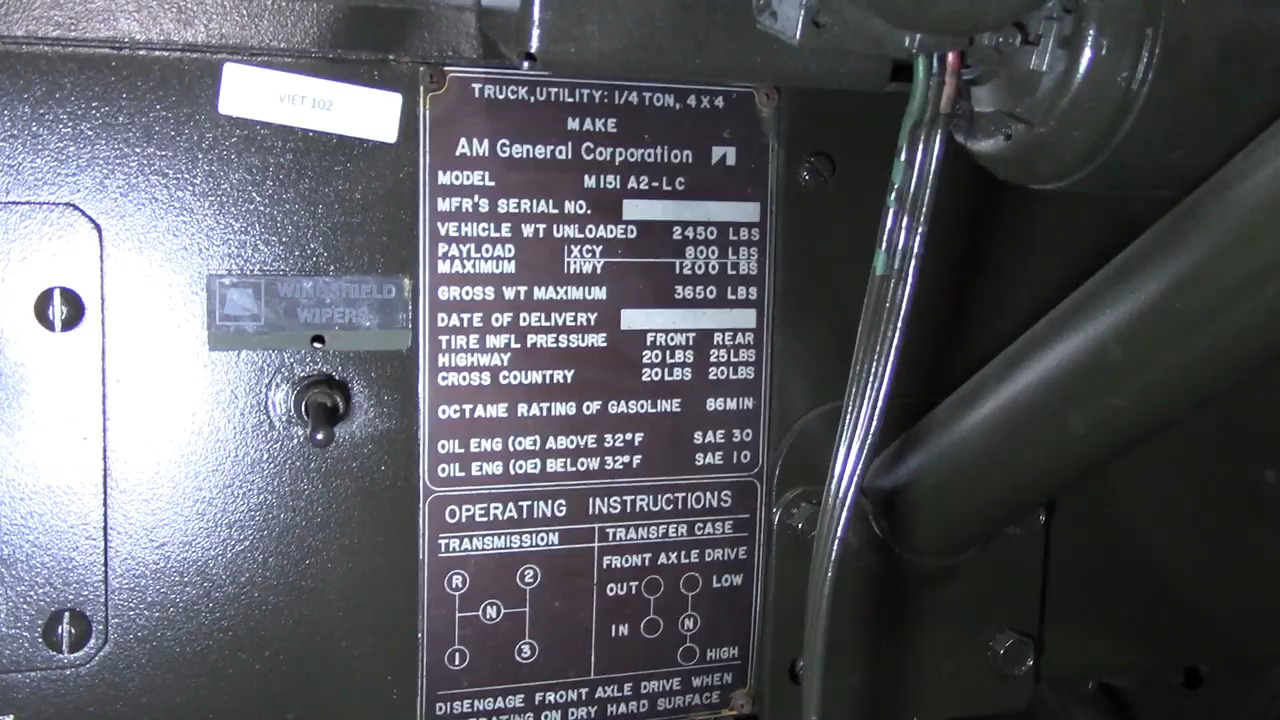 VIET 102
TRUCK,UTILITY: 1/4 TON, 4X4
MAKE
AM General Corporation
MODEL M151 A2-LC
MFR'S SERIAL NO.
VEHICLE WT UNLOADED 2450 LBS
PAYLOAD XCY 800 LBS
MAXIMUM HWY 1200 LBS
GROSS WT MAXIMUM 3650 LBS
DATE OF DELIVERY
TIRE INFL PRESSURE FRONT REAR
HIGHWAY 20 LBS 25 LBS
CROSS COUNTRY 20 LBS 20 LBS
OCTANE RATING OF GASOLINE 86MIN
OIL ENG (OE) ABOVE 32°F SAE 30
OIL ENG (OE) BELOW 32°F SAE 10
WINDSHIELD
WIPERS
OPERATING INSTRUCTIONS
TRANSMISSION TRANSFER CASE
FRONT AXLE DRIVE
R 2 OUT LOW
N IN N
1 3 HIGH
DISENGAGE FRONT AXLE DRIVE WHEN
ON DRY HARD SURFACE